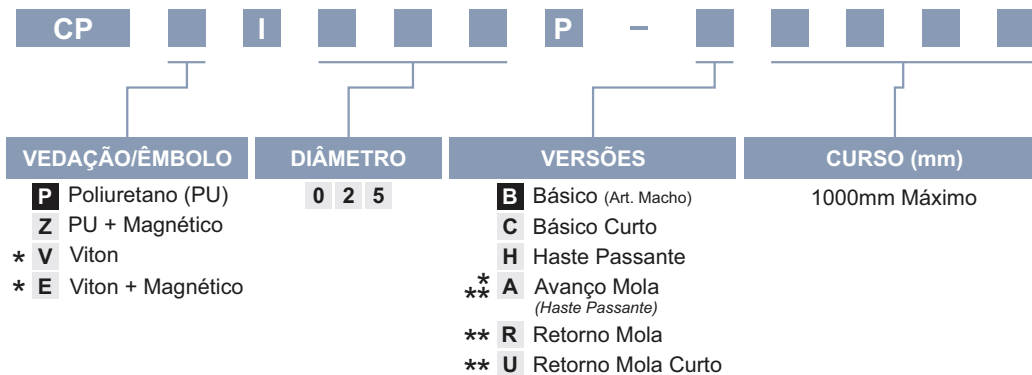 CP I P –
VEDAÇÃO/ÊMBOLO DIÂMETRO VERSÕES CURSO (mm)
P Poliuretano (PU) 0 2 5 B Básico (Art. Macho) 1000mm Máximo
Z PU + Magnético C Básico Curto
* V Viton H Haste Passante
* E Viton + Magnético * ** A Avanço Mola
(Haste Passante)
** R Retorno Mola
** U Retorno Mola Curto